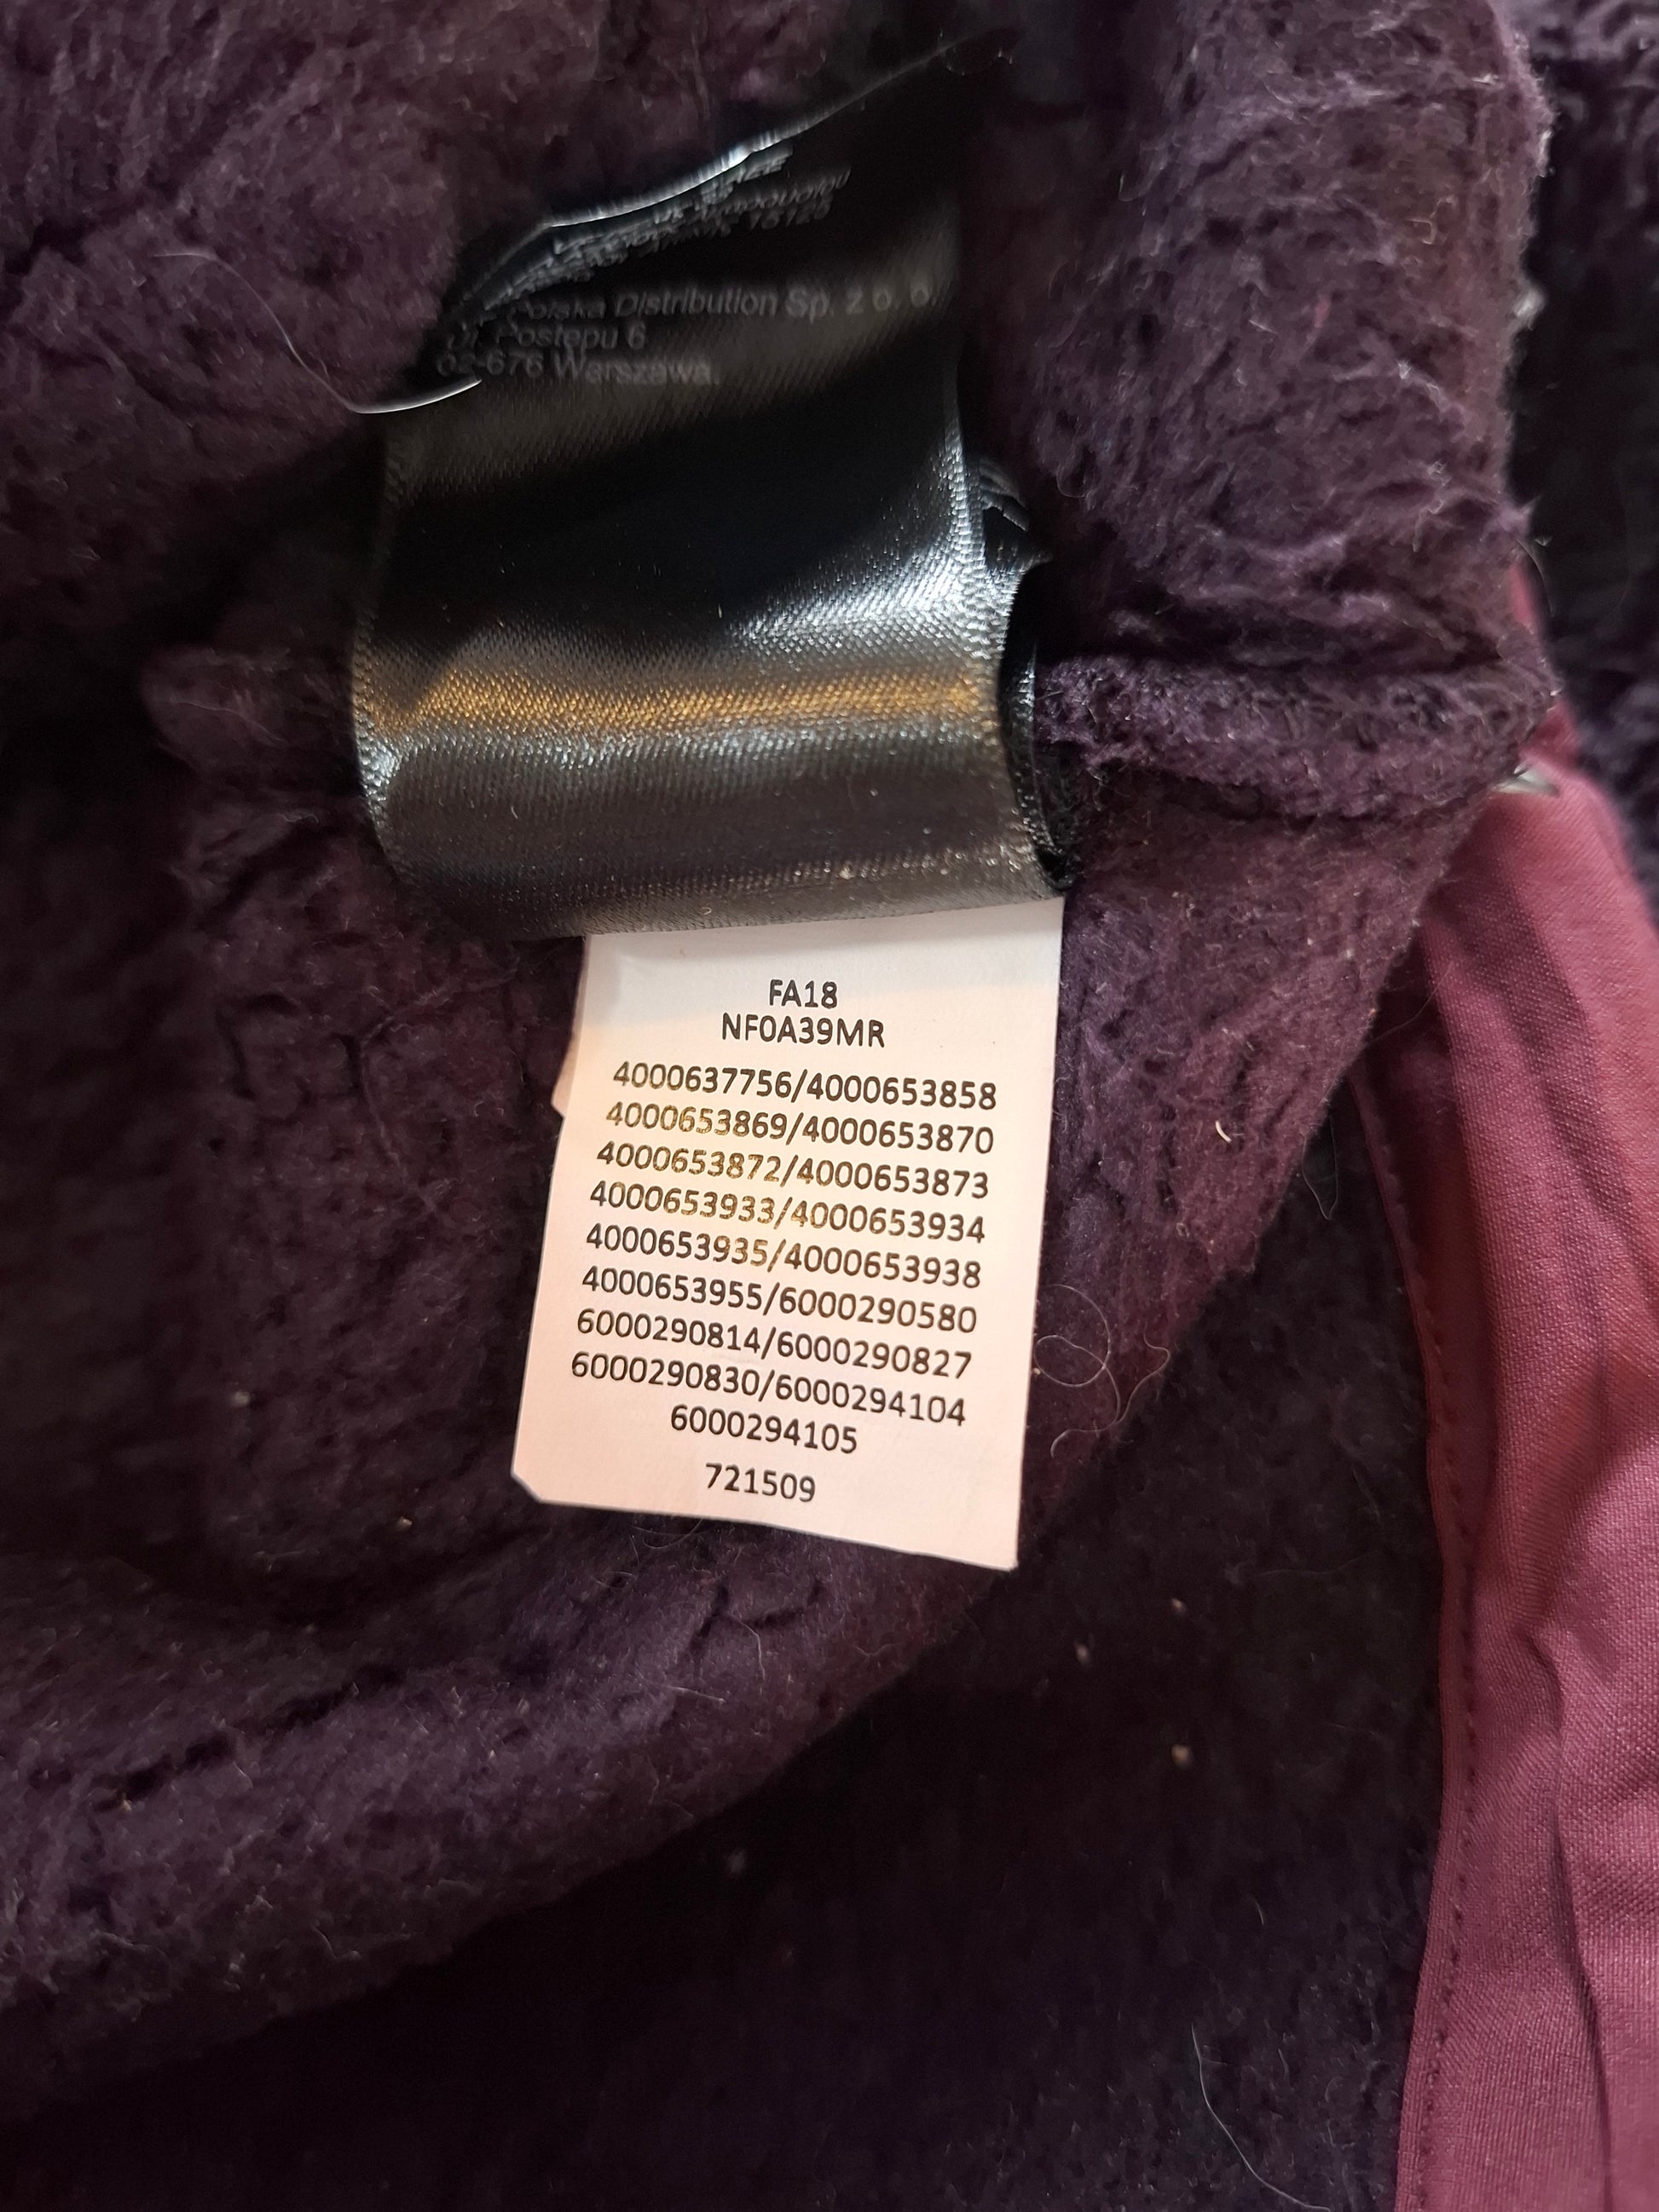 Polska Distribution Sp. z o. o.
ul. Postepu 6
02-676 Warszawa
FA18
NF0A39MR
4000637756/4000653858
4000653869/4000653870
4000653872/4000653873
4000653933/4000653934
4000653935/4000653938
4000653955/6000290580
6000290814/6000290827
6000290830/6000294104
6000294105
721509